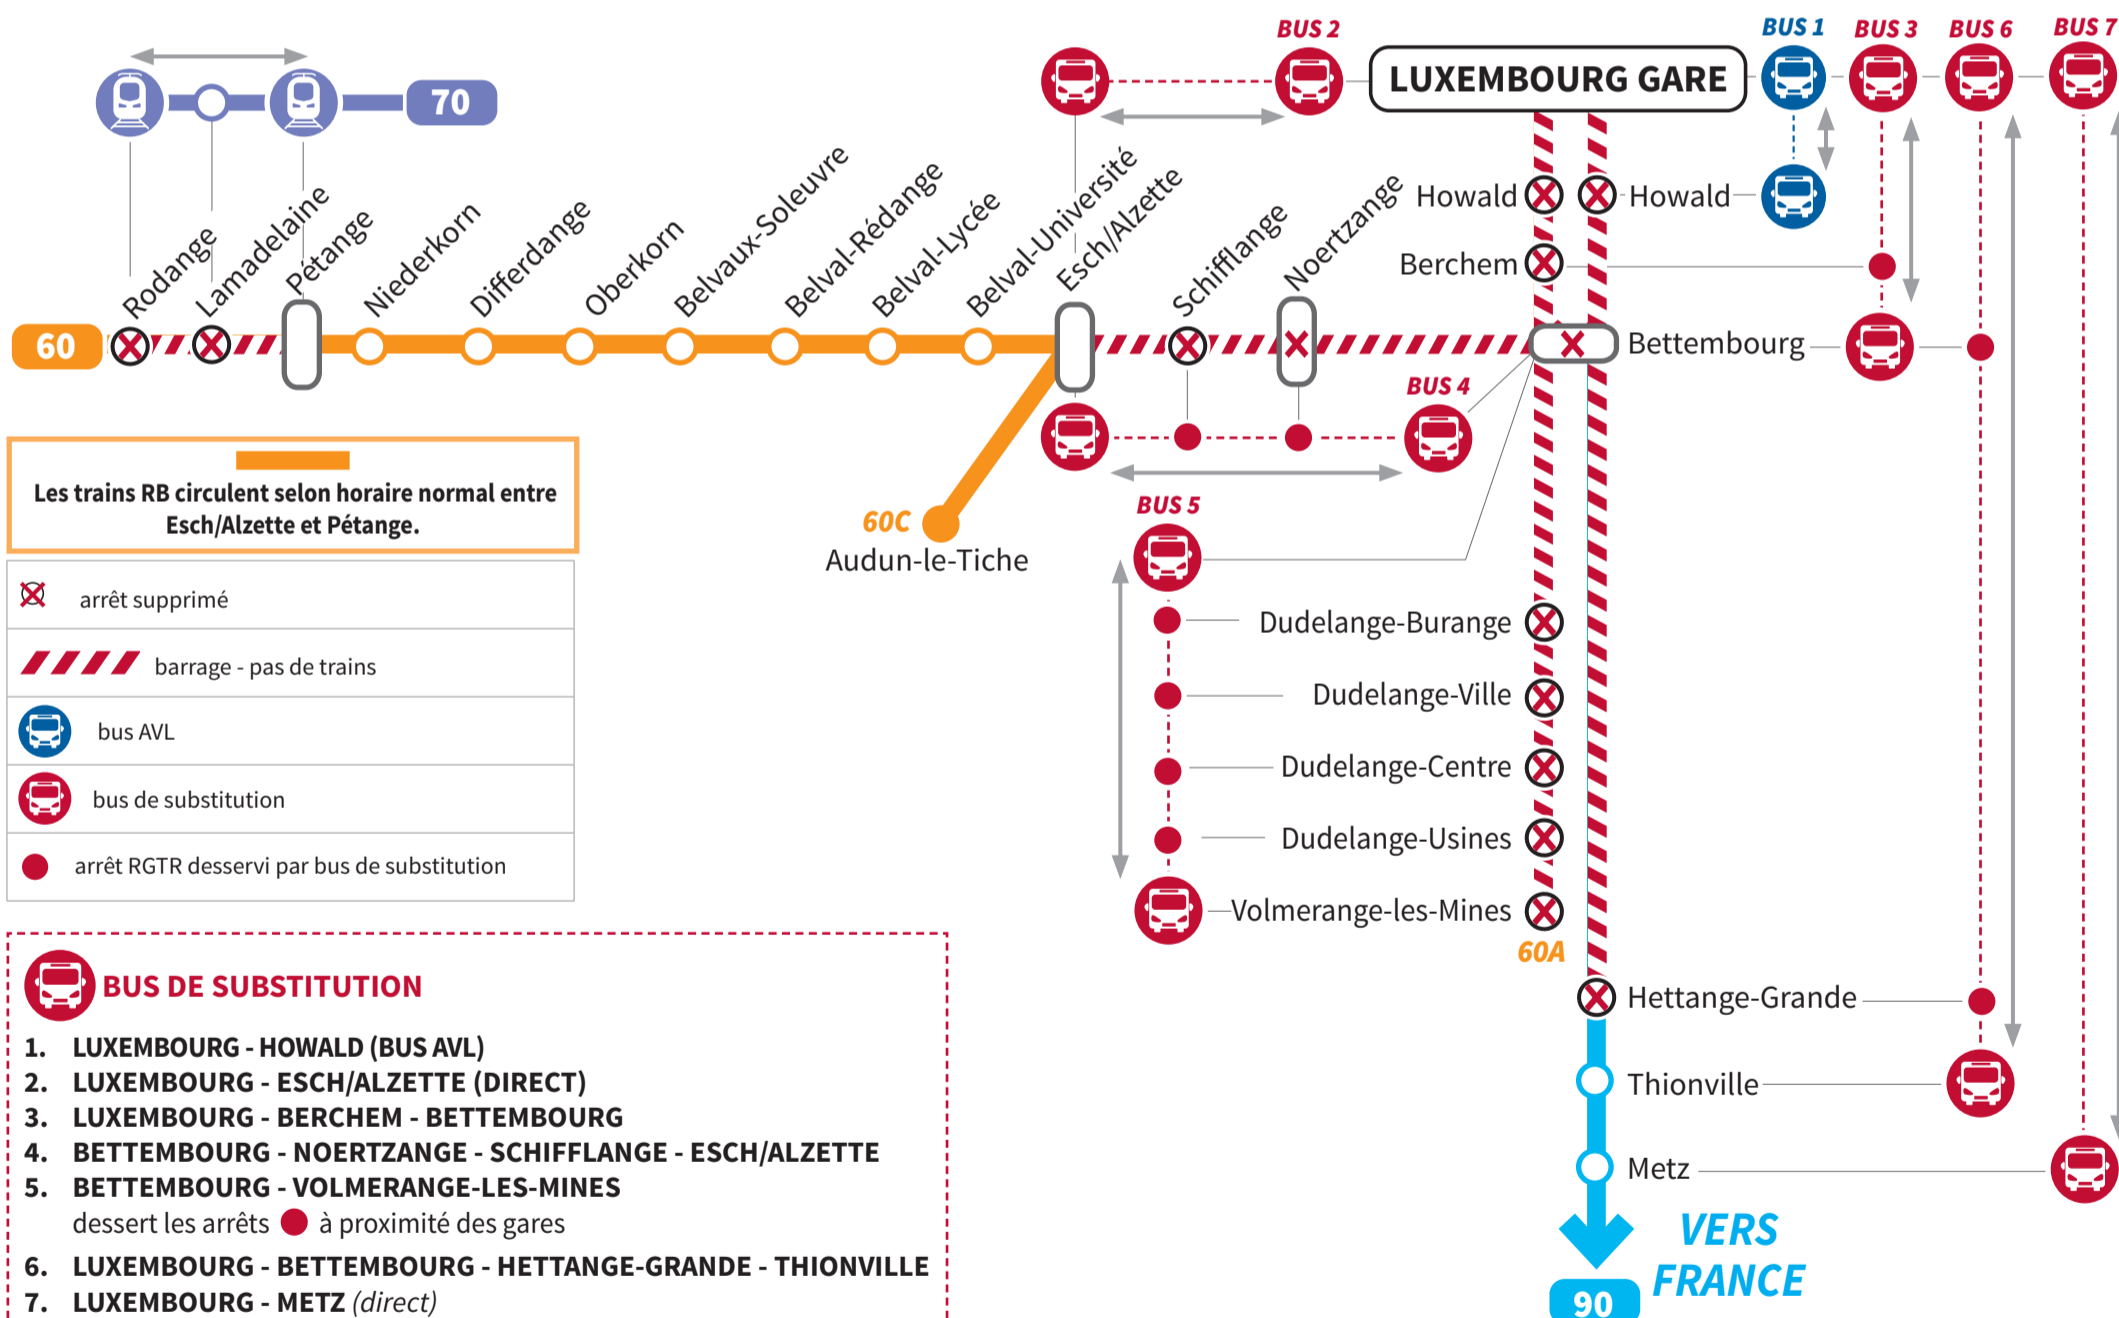 BUS 2
LUXEMBOURG GARE
BUS 1
BUS 3
BUS 6
BUS 7
70
Rodange
Lamadelaine
Pétange
Niederkorn
Differdange
Oberkorn
Belvaux-Soleuvre
Belval-Rédange
Belval-Lycée
Belval-Université
Esch/Alzette
Schifflange
Noertzange
Howald
Howald
Berchem
60
Bettembourg
BUS 4
Les trains RB circulent selon horaire normal entre
Esch/Alzette et Pétange.
60C
Audun-le-Tiche
BUS 5
arrêt supprimé
barrage - pas de trains
bus AVL
bus de substitution
arrêt RGTR desservi par bus de substitution
Dudelange-Burange
Dudelange-Ville
Dudelange-Centre
Dudelange-Usines
Volmerange-les-Mines
60A
Hettange-Grande
Thionville
Metz
VERS
FRANCE
90
BUS DE SUBSTITUTION
1. LUXEMBOURG - HOWALD (BUS AVL)
2. LUXEMBOURG - ESCH/ALZETTE (DIRECT)
3. LUXEMBOURG - BERCHEM - BETTEMBOURG
4. BETTEMBOURG - NOERTZANGE - SCHIFFLANGE - ESCH/ALZETTE
5. BETTEMBOURG - VOLMERANGE-LES-MINES
dessert les arrêts à proximité des gares
6. LUXEMBOURG - BETTEMBOURG - HETTANGE-GRANDE - THIONVILLE
7. LUXEMBOURG - METZ (direct)